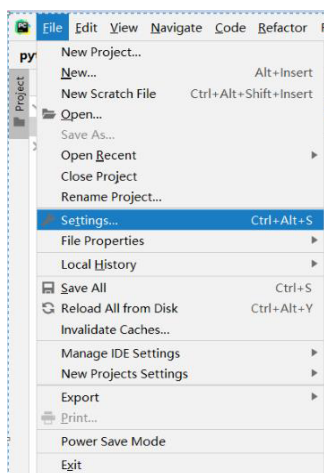 PC File Edit View Navigate Code Refactor
py
Project
New Project...
New... Alt+Insert
New Scratch File Ctrl+Alt+Shift+Insert
Open...
Save As...
Open Recent
Close Project
Rename Project...
Settings... Ctrl+Alt+S
File Properties
Local History
Save All Ctrl+S
Reload All from Disk Ctrl+Alt+Y
Invalidate Caches...
Manage IDE Settings
New Projects Settings
Export
Print...
Power Save Mode
Exit